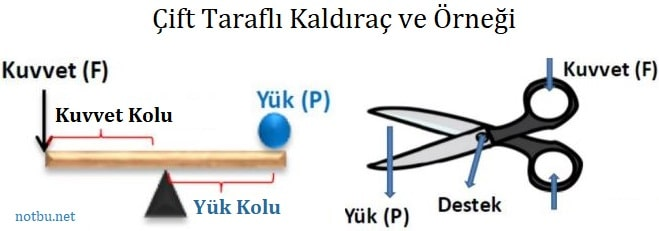 Çift Taraflı Kaldıraç ve Örneği
Kuvvet (F)
Kuvvet Kolu
Yük (P)
Yük Kolu
notbu.net
Kuvvet (F)
Destek
Yük (P)